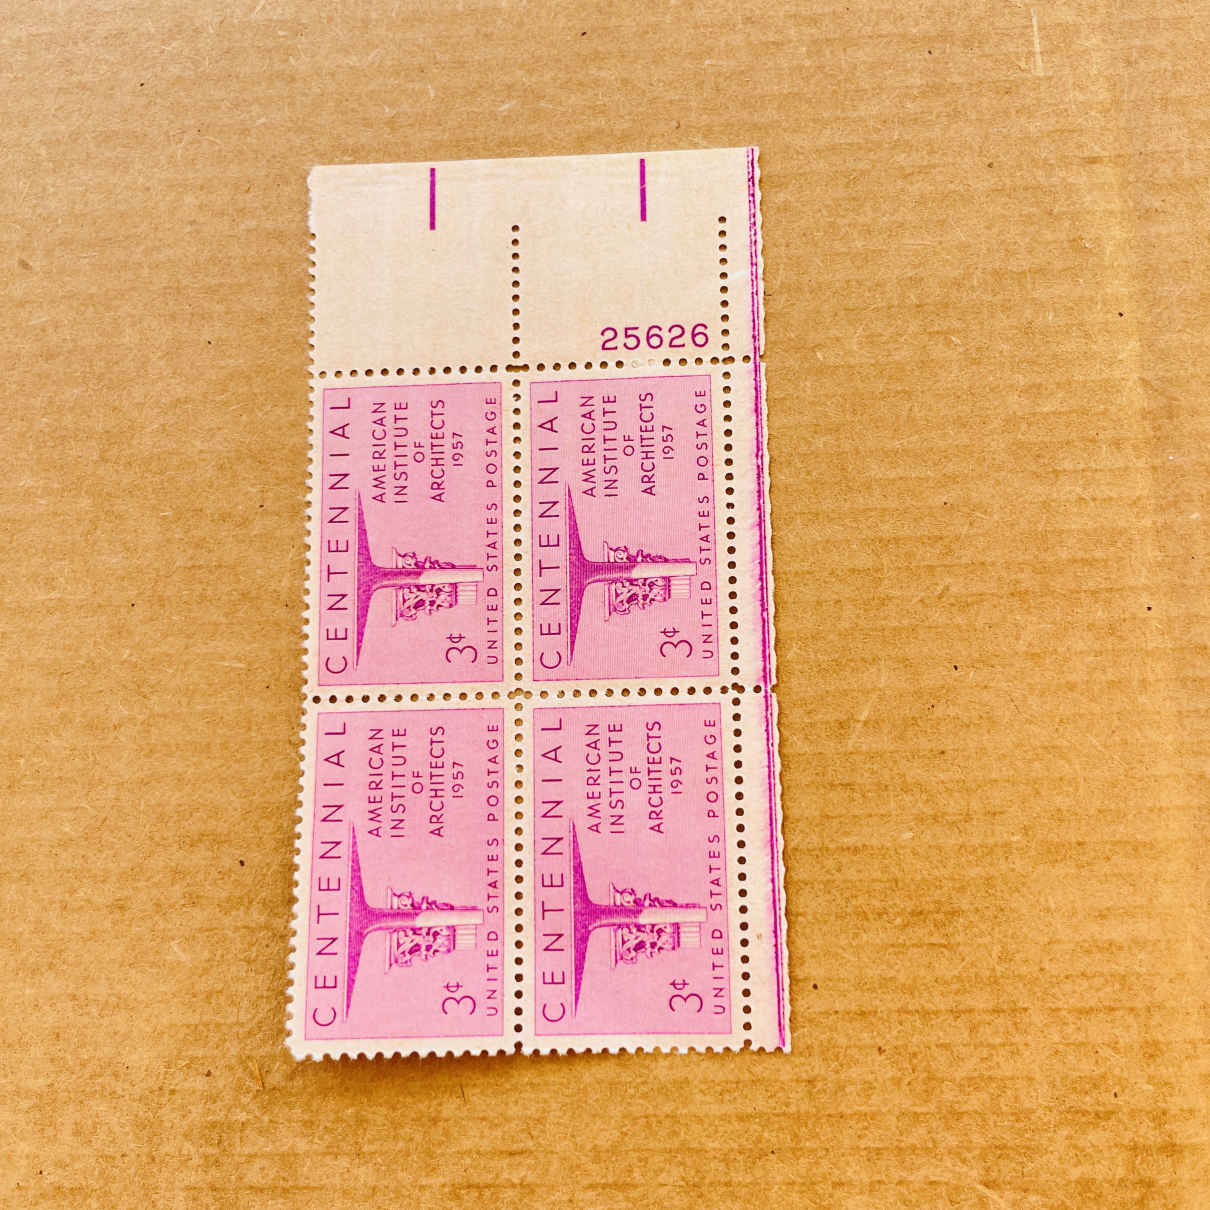 25626
CENTENNIAL
AMERICAN
INSTITUTE
OF
ARCHITECTS
1957
3¢
UNITED STATES POSTAGE
CENTENNIAL
AMERICAN
INSTITUTE
OF
ARCHITECTS
1957
3¢
UNITED STATES POSTAGE
CENTENNIAL
AMERICAN
INSTITUTE
OF
ARCHITECTS
1957
3¢
UNITED STATES POSTAGE
CENTENNIAL
AMERICAN
INSTITUTE
OF
ARCHITECTS
1957
3¢
UNITED STATES POSTAGE